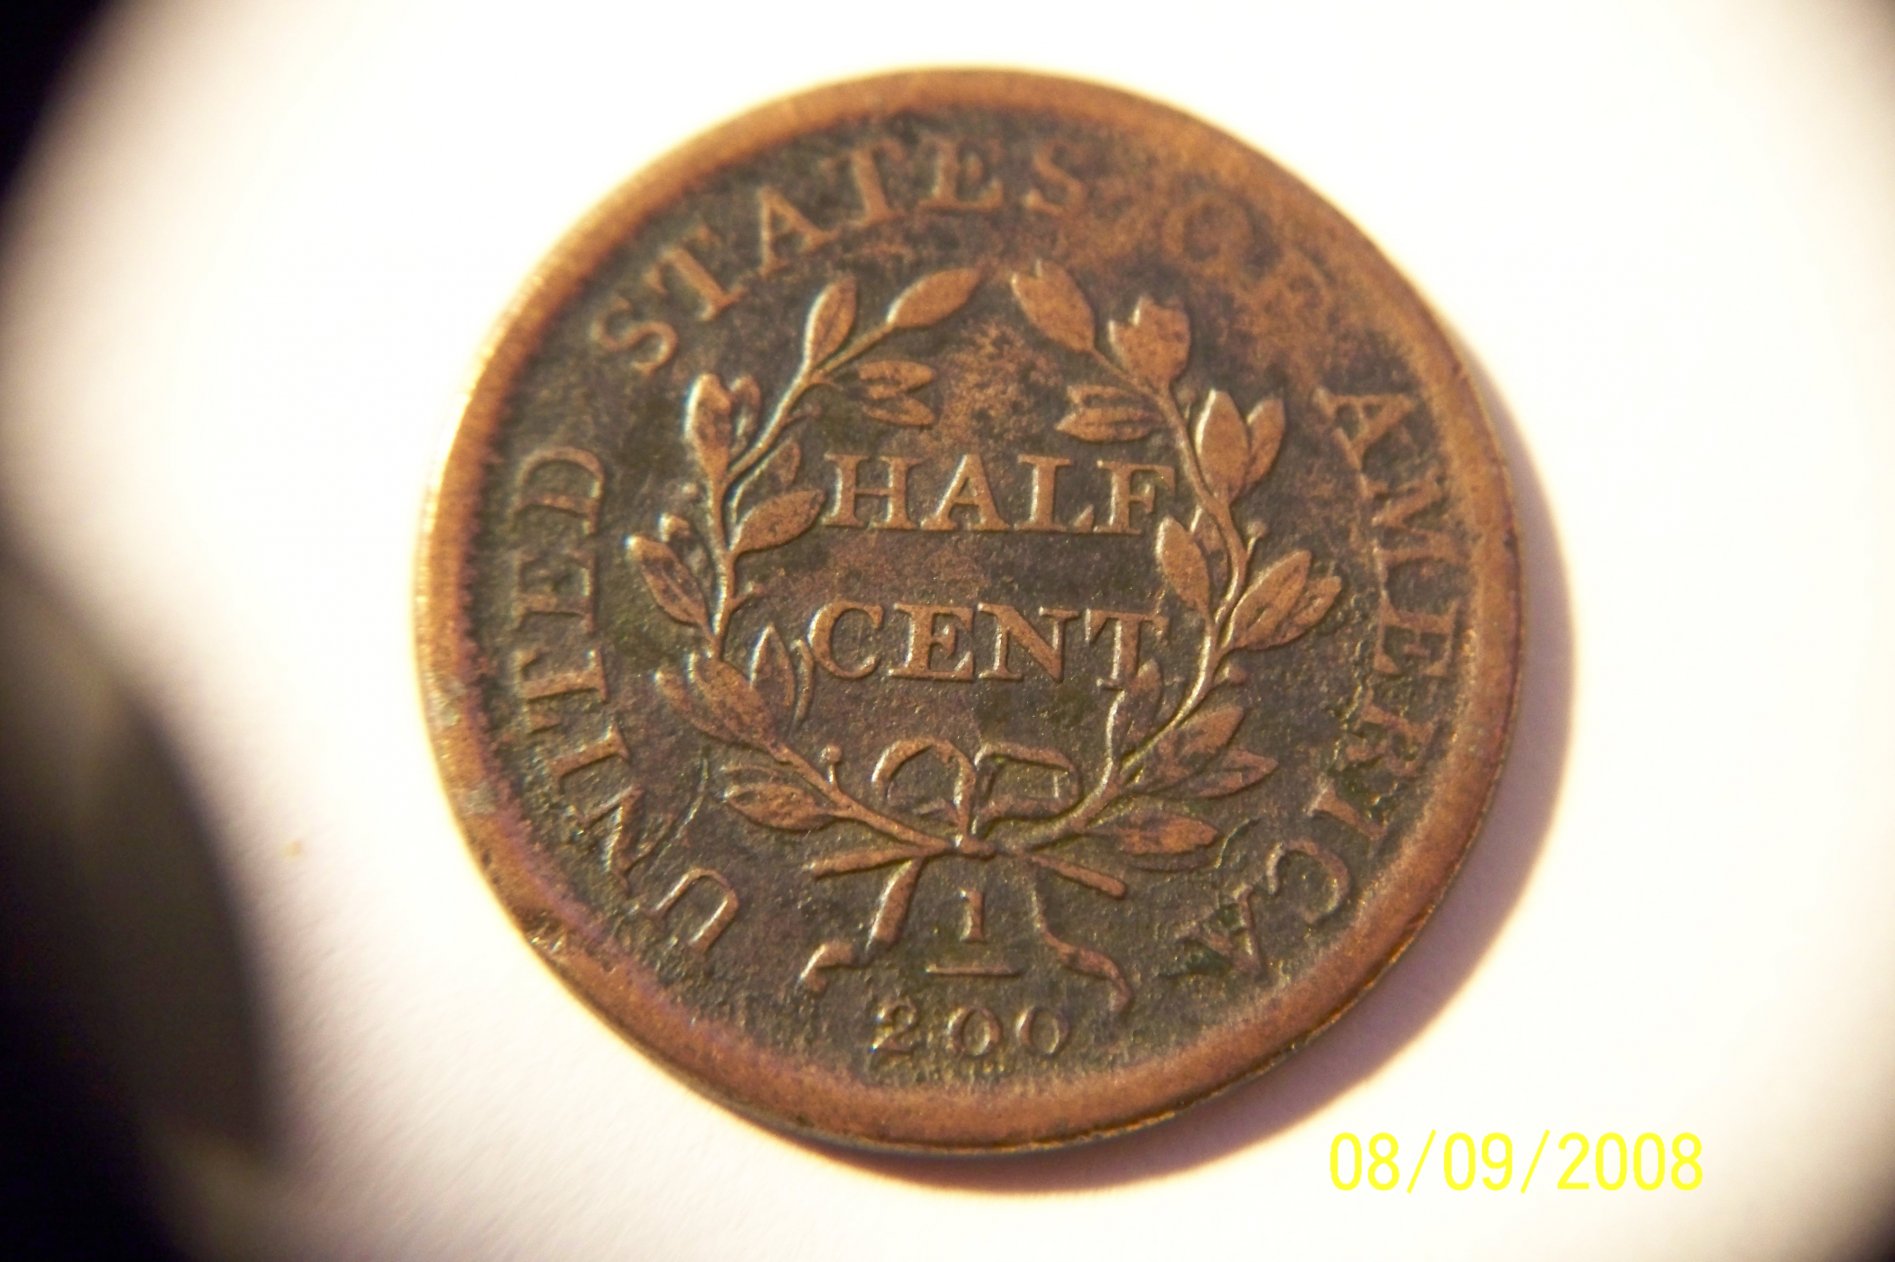 UNITED STATES OF AMERICA
HALF
CENT
1
200
08/09/2008